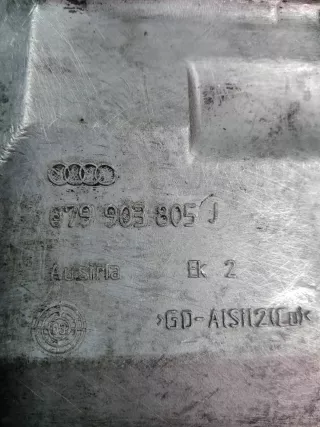 079 903 805 J
Austria Ek 2
>GD-AlSi12(Cu)<